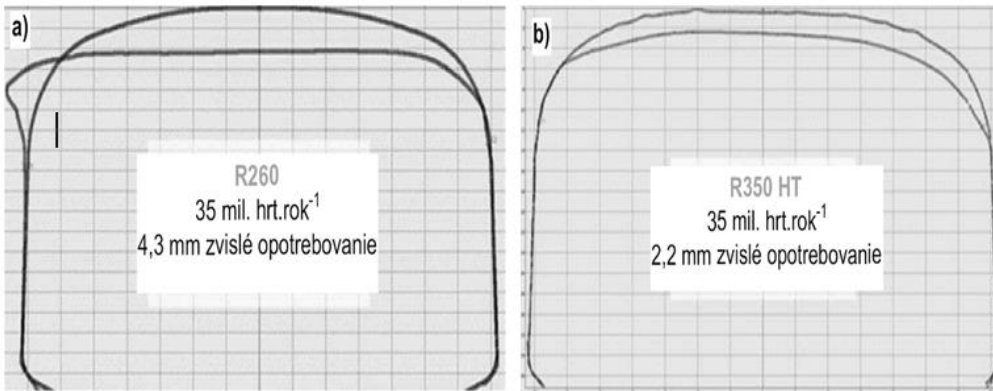 a)
R260
35 mil. hrt.rok⁻¹
4,3 mm zvislé opotrebovanie
b)
R350 HT
35 mil. hrt.rok⁻¹
2,2 mm zvislé opotrebovanie